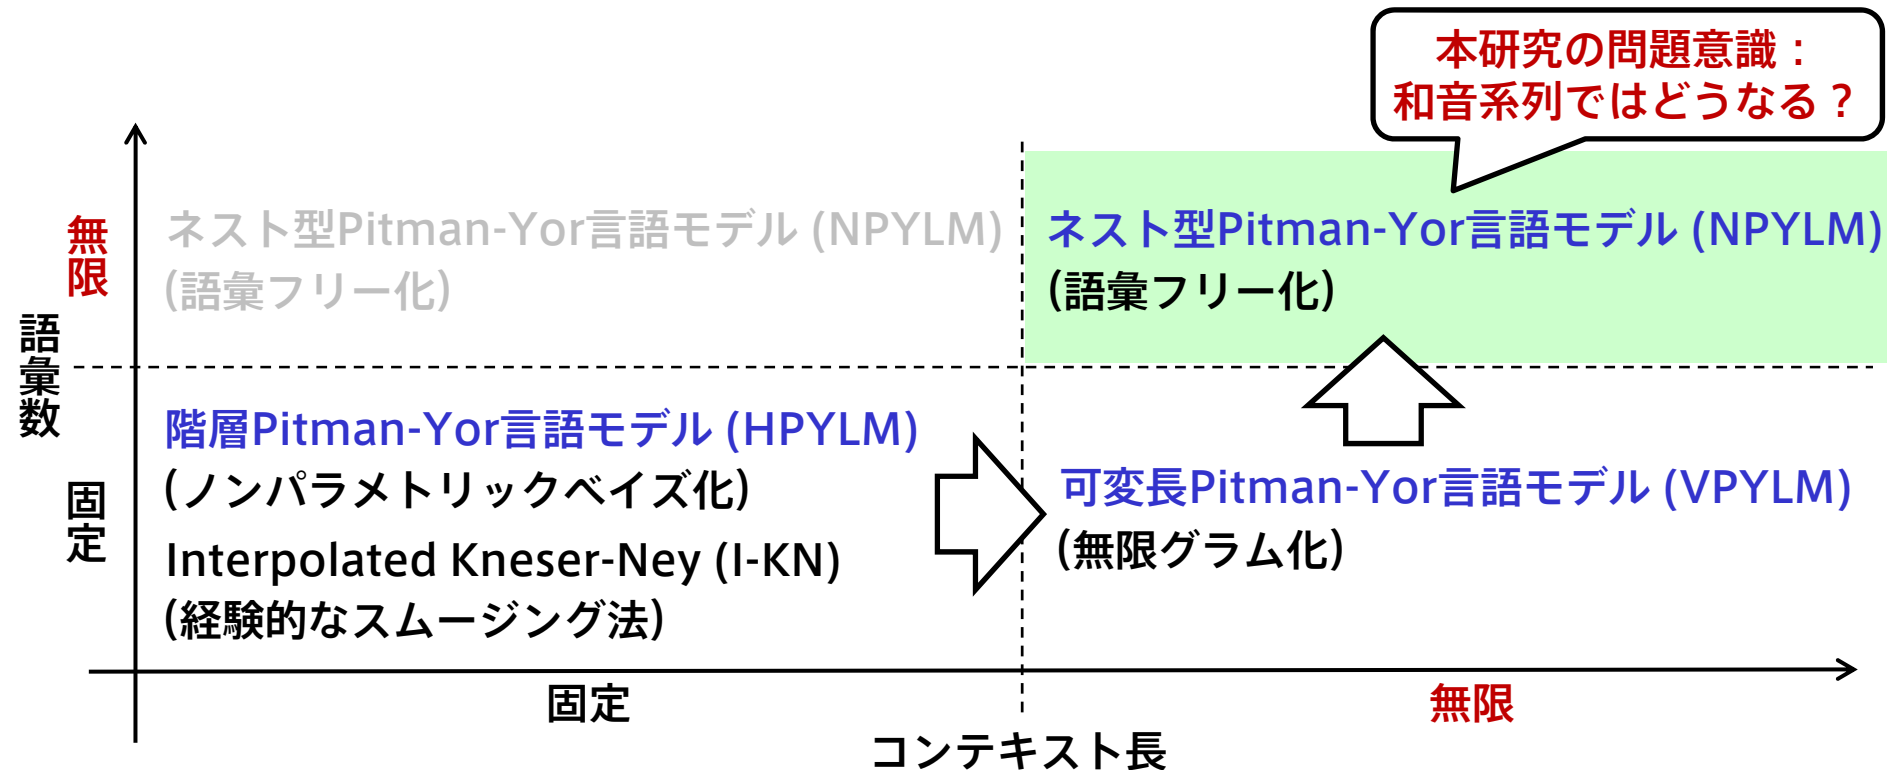 本研究の問題意識：
和音系列ではどうなる？
無限
ネスト型Pitman-Yor言語モデル (NPYLM)
(語彙フリー化)
ネスト型Pitman-Yor言語モデル (NPYLM)
(語彙フリー化)
語彙数
固定
階層Pitman-Yor言語モデル (HPYLM)
(ノンパラメトリックベイズ化)
Interpolated Kneser-Ney (I-KN)
(経験的なスムージング法)
可変長Pitman-Yor言語モデル (VPYLM)
(無限グラム化)
固定
無限
コンテキスト長